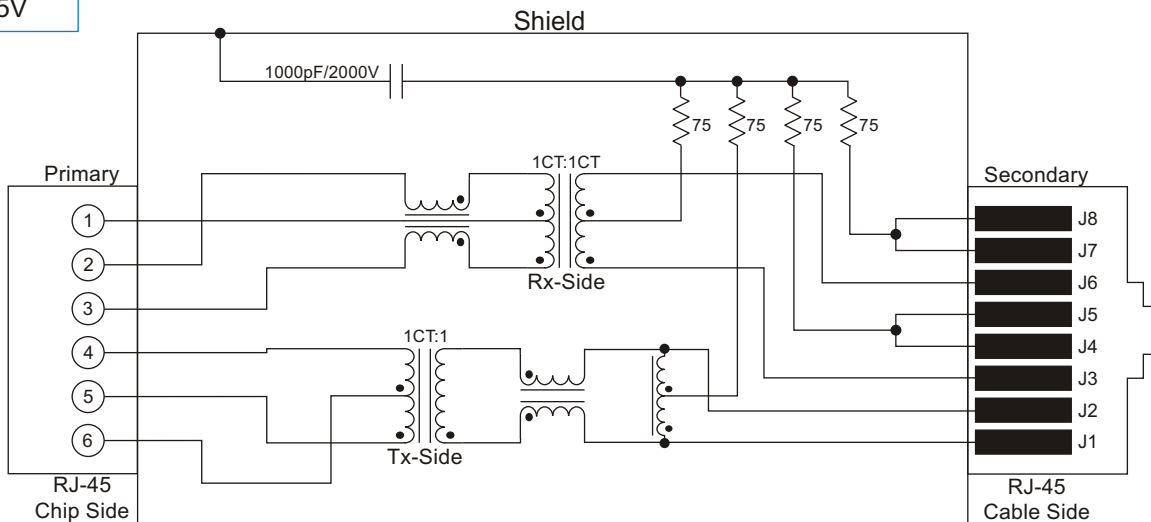 Shield
1000pF/2000V
75
75
75
75
Primary
1CT:1CT
Secondary
1
2
3
4
5
6
J8
J7
J6
J5
J4
J3
J2
J1
Rx-Side
1CT:1
Tx-Side
RJ-45
Chip Side
RJ-45
Cable Side